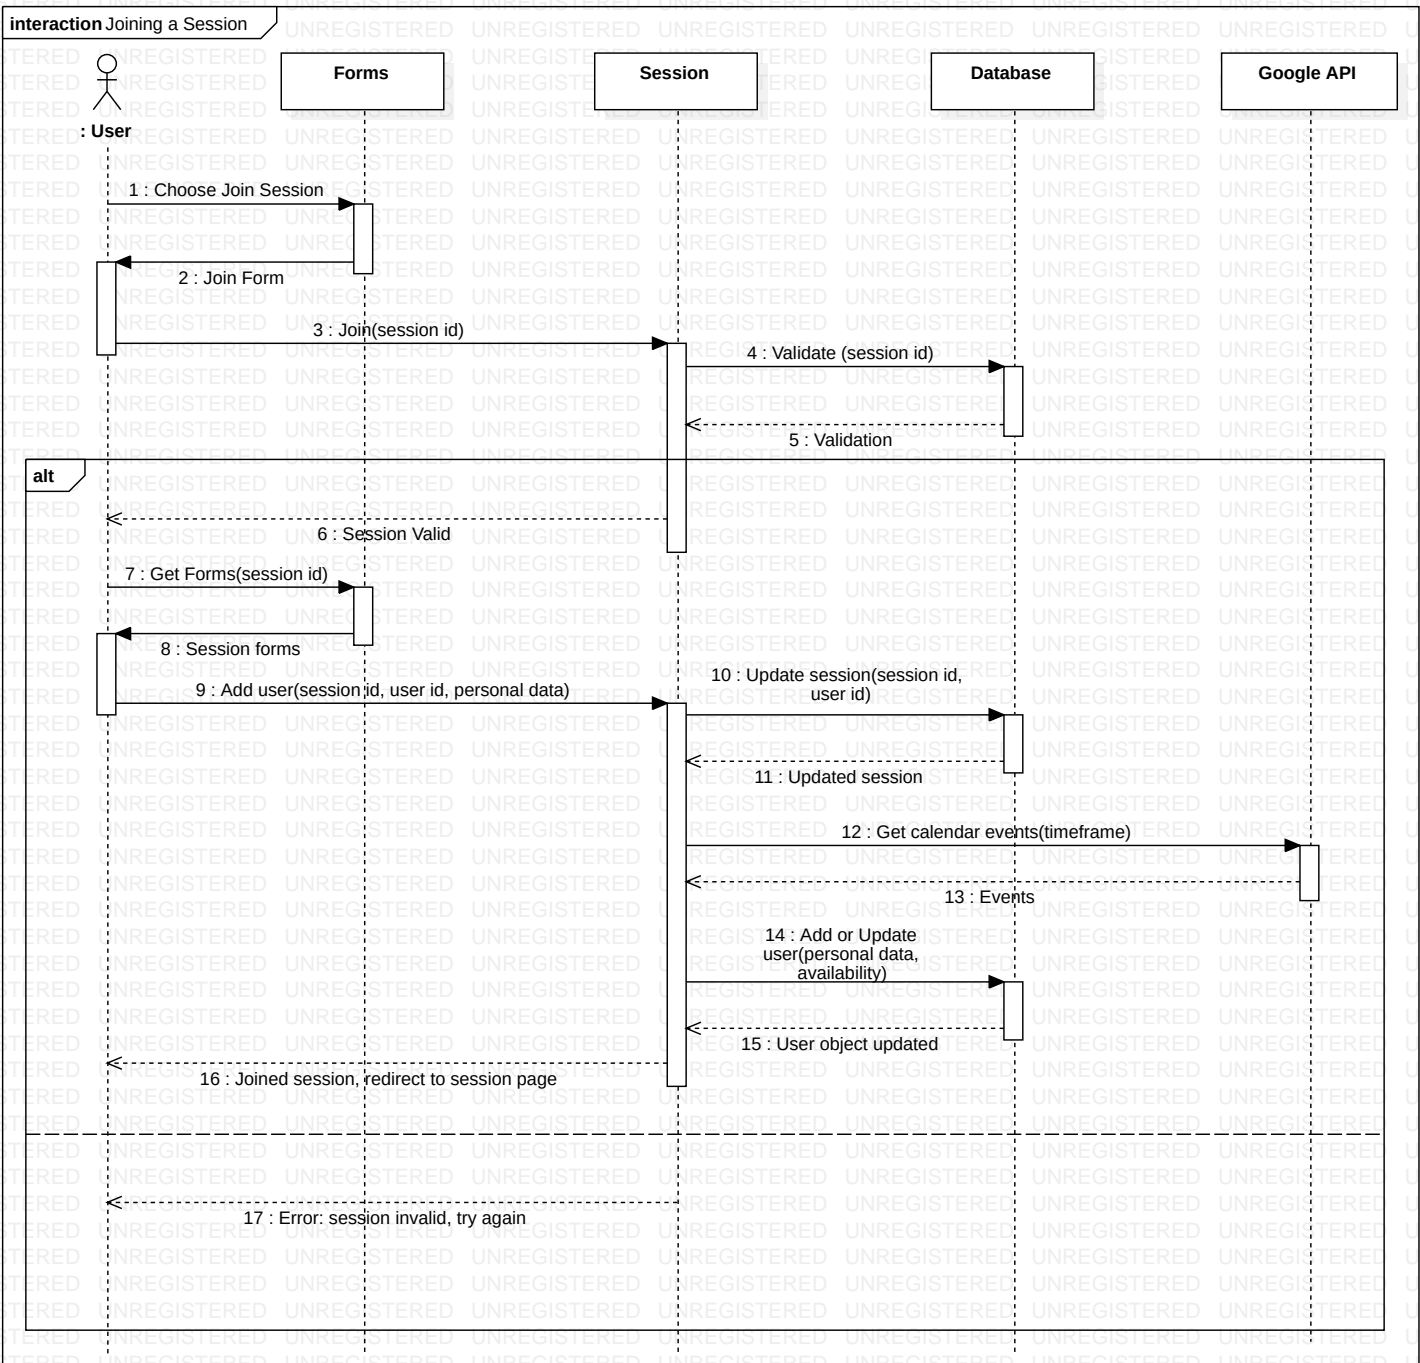 interaction Joining a Session
Forms
Session
Database
Google API
: User
1 : Choose Join Session
2 : Join Form
3 : Join(session id)
4 : Validate (session id)
5 : Validation
alt
6 : Session Valid
7 : Get Forms(session id)
8 : Session forms
9 : Add user(session id, user id, personal data)
10 : Update session(session id,
user id)
11 : Updated session
12 : Get calendar events(timeframe)
13 : Events
14 : Add or Update
user(personal data,
availability)
15 : User object updated
16 : Joined session, redirect to session page
17 : Error: session invalid, try again
UNREGISTERED